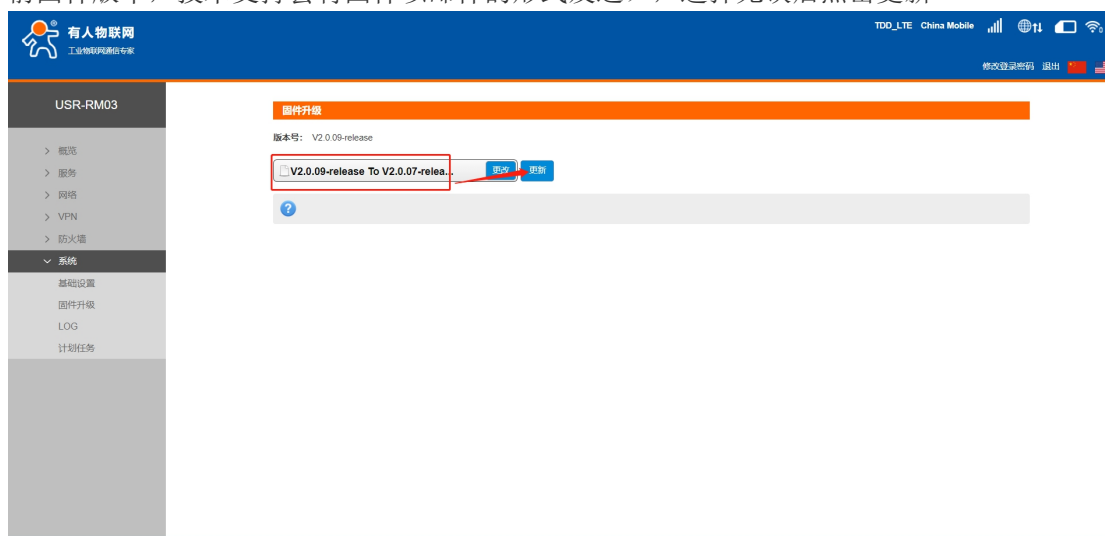 有人物联网
工业物联网通信专家
TDD_LTE China Mobile
修改登录密码 退出
USR-RM03
> 概览
> 服务
> 网络
> VPN
> 防火墙
系统
基础设置
固件升级
LOG
计划任务
固件升级
版本号: V2.0.09-release
V2.0.09-release To V2.0.07-relea... 更改 更新